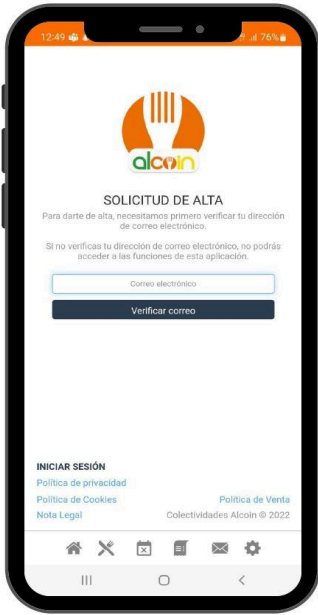 12:49
76%
alcoin
SOLICITUD DE ALTA
Para darte de alta, necesitamos primero verificar tu dirección
de correo electrónico.
Si no verificas tu dirección de correo electrónico, no podrás
acceder a las funciones de esta aplicación.
Correo electrónico
Verificar correo
INICIAR SESIÓN
Política de privacidad
Política de Cookies
Política de Venta
Nota Legal
Colectividades Alcoin © 2022